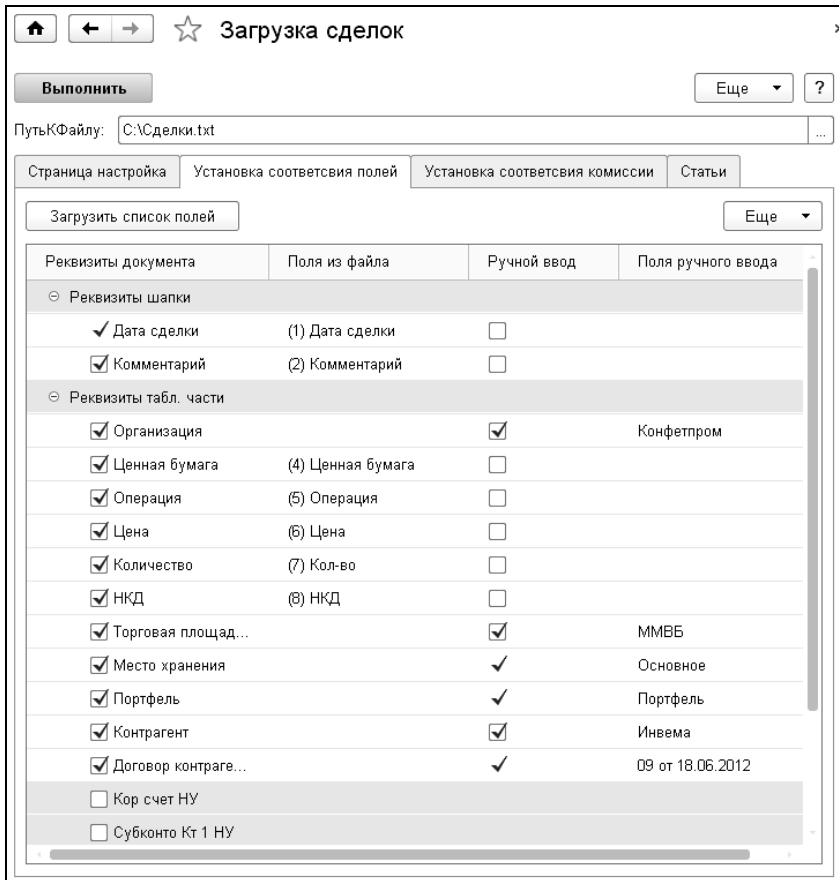 Загрузка сделок
Выполнить Еще ?
ПутьКФайлу: C:\Сделки.txt ...
Страница настройка Установка соответсвия полей Установка соответсвия комиссии Статьи
Загрузить список полей Еще
Реквизиты документа Поля из файла Ручной ввод Поля ручного ввода
Реквизиты шапки
Дата сделки (1) Дата сделки
Комментарий (2) Комментарий
Реквизиты табл. части
Организация Конфетпром
Ценная бумага (4) Ценная бумага
Операция (5) Операция
Цена (6) Цена
Количество (7) Кол-во
НКД (8) НКД
Торговая площад... ММВБ
Место хранения Основное
Портфель Портфель
Контрагент Инвема
Договор контраге... 09 от 18.06.2012
Кор счет НУ
Субконто Кт 1 НУ